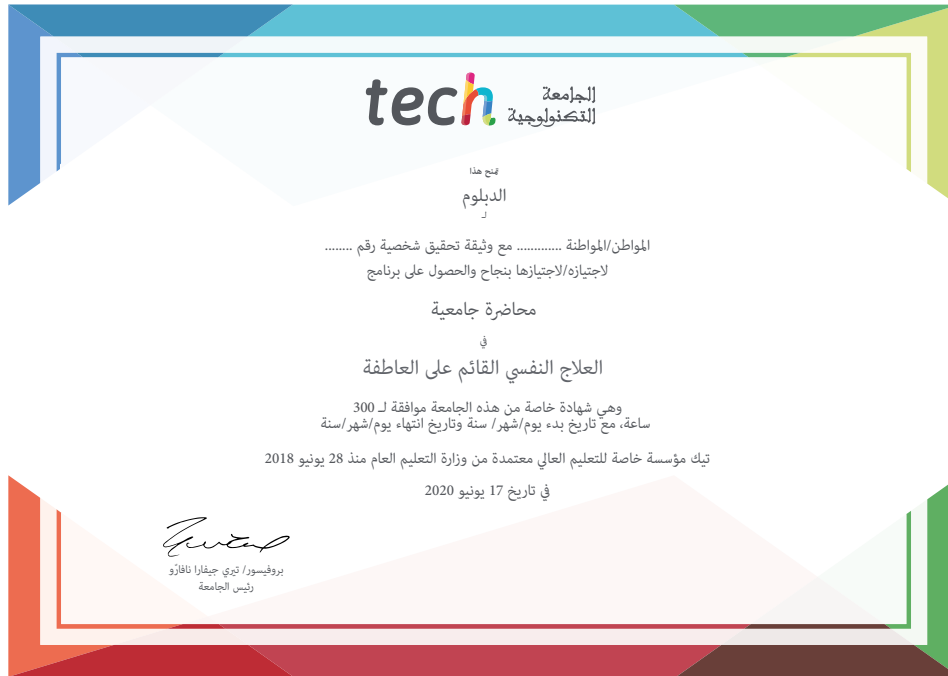 tech الجامعة
التكنولوجية
تمنح هذا
الدبلوم
لـ
المواطن/المواطنة ............. مع وثيقة تحقيق شخصية رقم ........
لاجتيازه/لاجتيازها بنجاح والحصول على برنامج
محاضرة جامعية
في
العلاج النفسي القائم على العاطفة
وهي شهادة خاصة من هذه الجامعة موافقة لـ 300
ساعة، مع تاريخ بدء يوم/شهر/ سنة وتاريخ انتهاء يوم/شهر/سنة
تيك مؤسسة خاصة للتعليم العالي معتمدة من وزارة التعليم العام منذ 28 يونيو 2018
في تاريخ 17 يونيو 2020
بروفيسور/ تيري جيفارا نافارّو
رئيس الجامعة